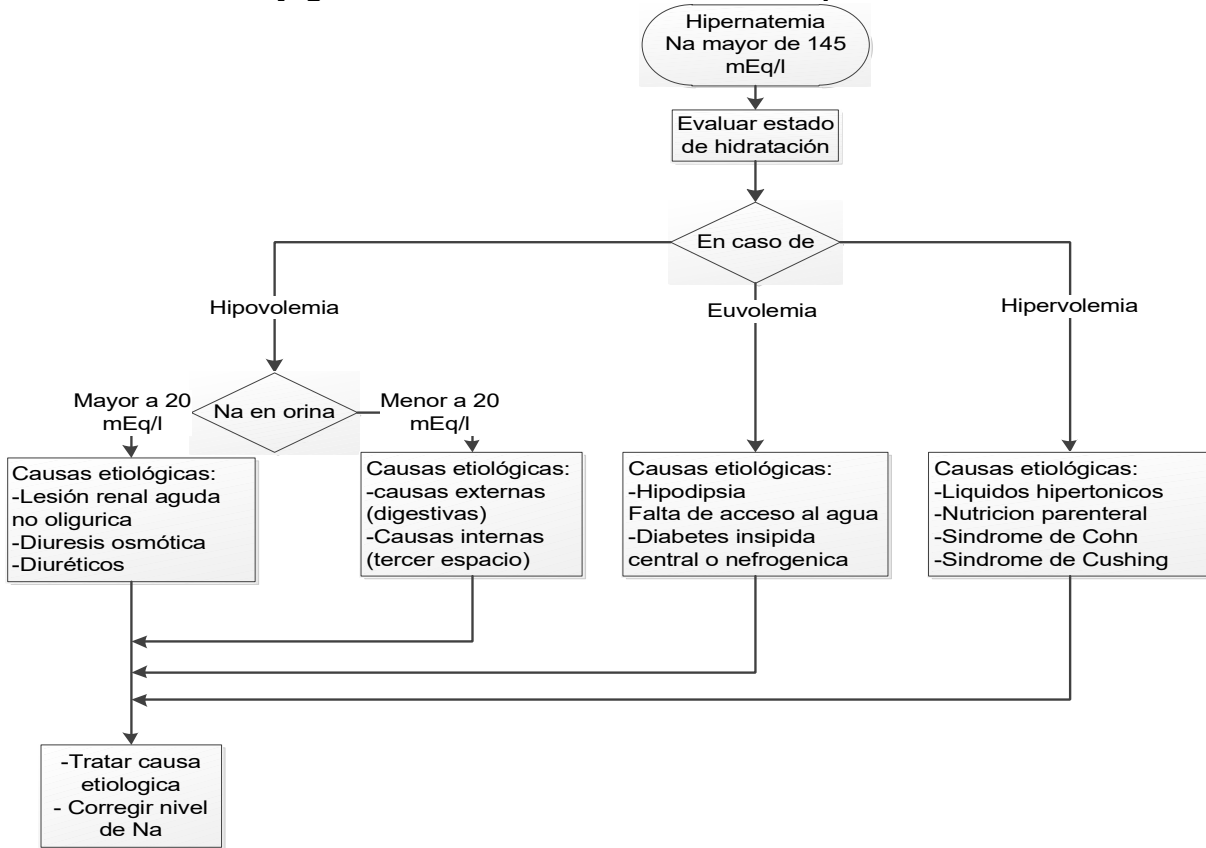 Hipernatemia
Na mayor de 145
mEq/l
Evaluar estado
de hidratación
En caso de
Hipovolemia
Euvolemia
Hipervolemia
Mayor a 20
mEq/l
Na en orina
Menor a 20
mEq/l
Causas etiológicas:
-Lesión renal aguda
no oligurica
-Diuresis osmótica
-Diuréticos
Causas etiológicas:
-causas externas
(digestivas)
-Causas internas
(tercer espacio)
Causas etiológicas:
-Hipodipsia
Falta de acceso al agua
-Diabetes insipida
central o nefrogenica
Causas etiológicas:
-Liquidos hipertonicos
-Nutricion parenteral
-Sindrome de Cohn
-Sindrome de Cushing
-Tratar causa
etiologica
- Corregir nivel
de Na